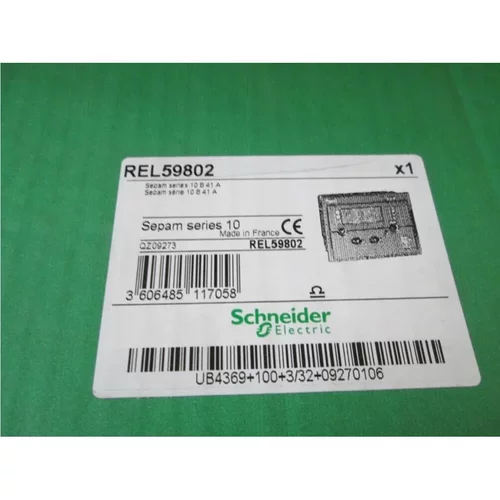 REL59802 x1
Sepam series 10 B 41 A
Sepam série 10 B 41 A
Sepam series 10 CE
Made in France
QZ09273 REL59802
3 606485 117058
Schneider
Electric
UB4369+100+3/32+09270106